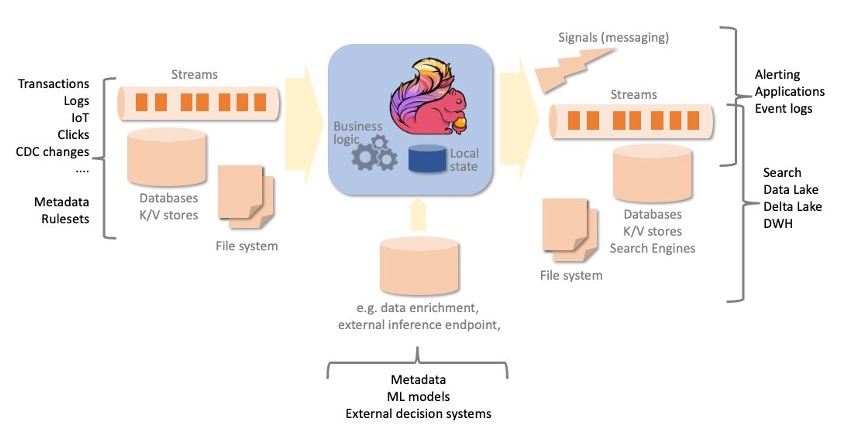 Transactions
Logs
IoT
Clicks
CDC changes
....
Metadata
Rulesets
Streams
Databases
K/V stores
File system
Business
logic
Local
state
e.g. data enrichment,
external inference endpoint,
Metadata
ML models
External decision systems
Signals (messaging)
Streams
Databases
K/V stores
Search Engines
File system
Alerting
Applications
Event logs
Search
Data Lake
Delta Lake
DWH